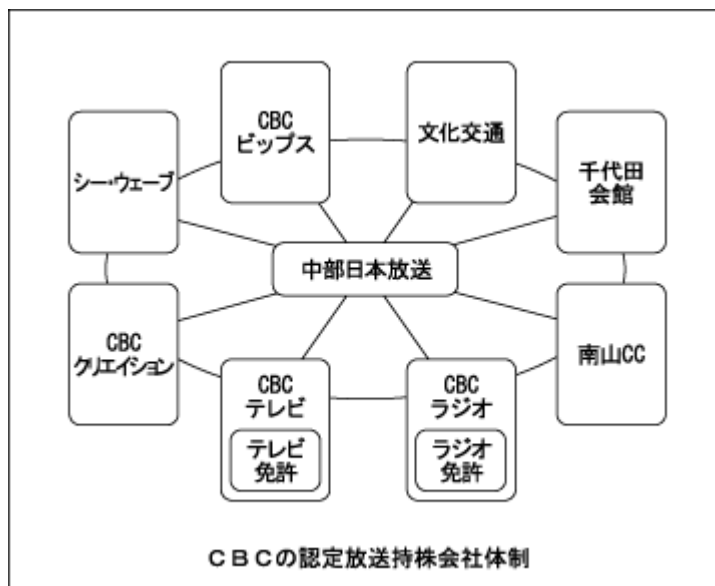 CBC
ビップス
文化交通
シー・ウェーブ
千代田
会館
中部日本放送
CBC
クリエイション
南山CC
CBC
テレビ
テレビ
免許
CBC
ラジオ
ラジオ
免許
ＣＢＣの認定放送持株会社体制